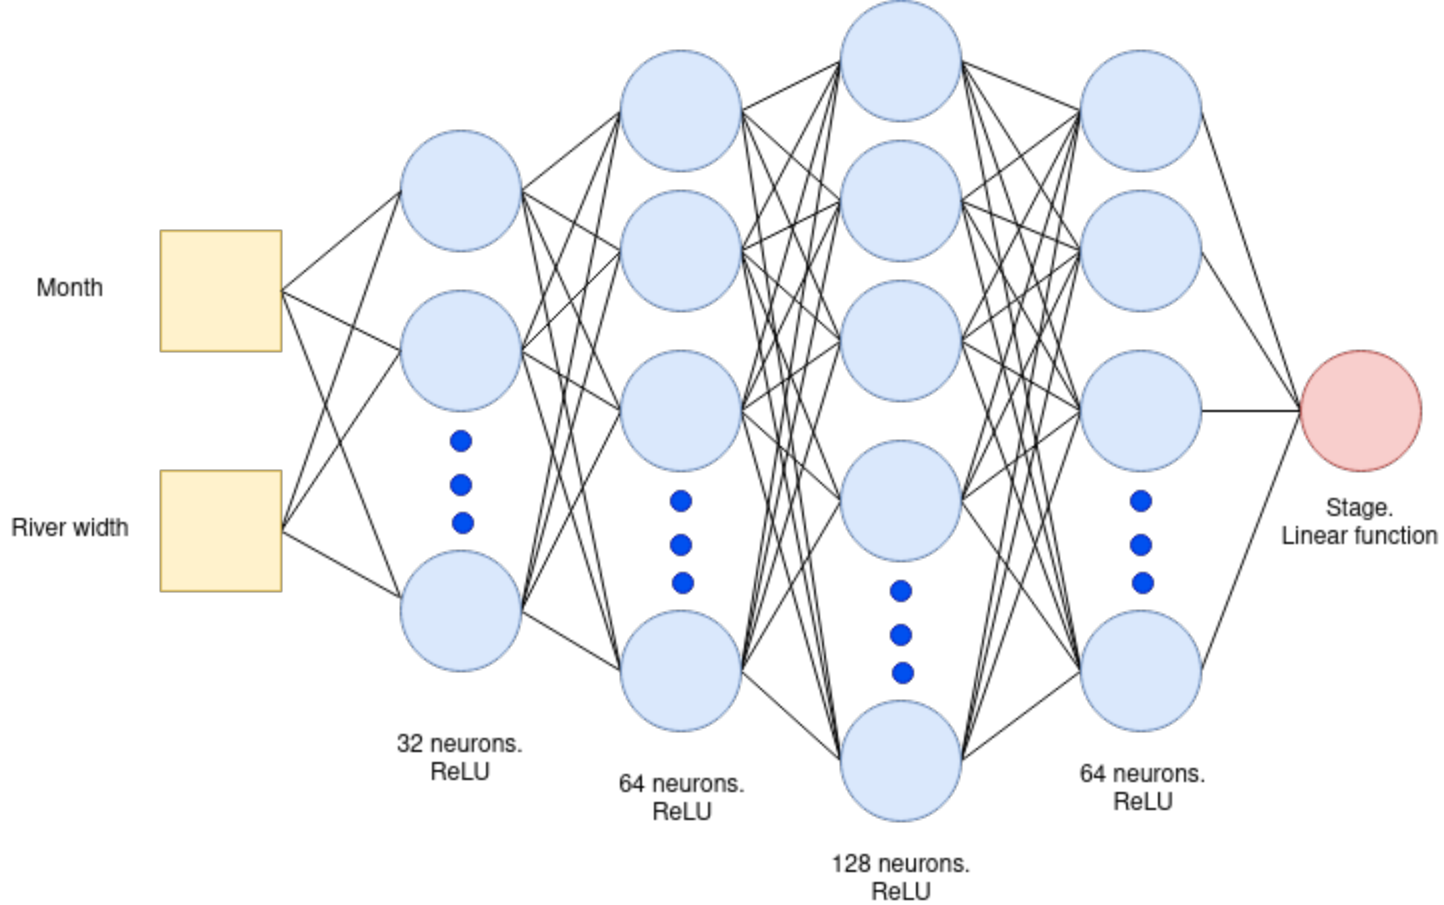 Month
River width
32 neurons.
ReLU
64 neurons.
ReLU
128 neurons.
ReLU
64 neurons.
ReLU
Stage.
Linear function